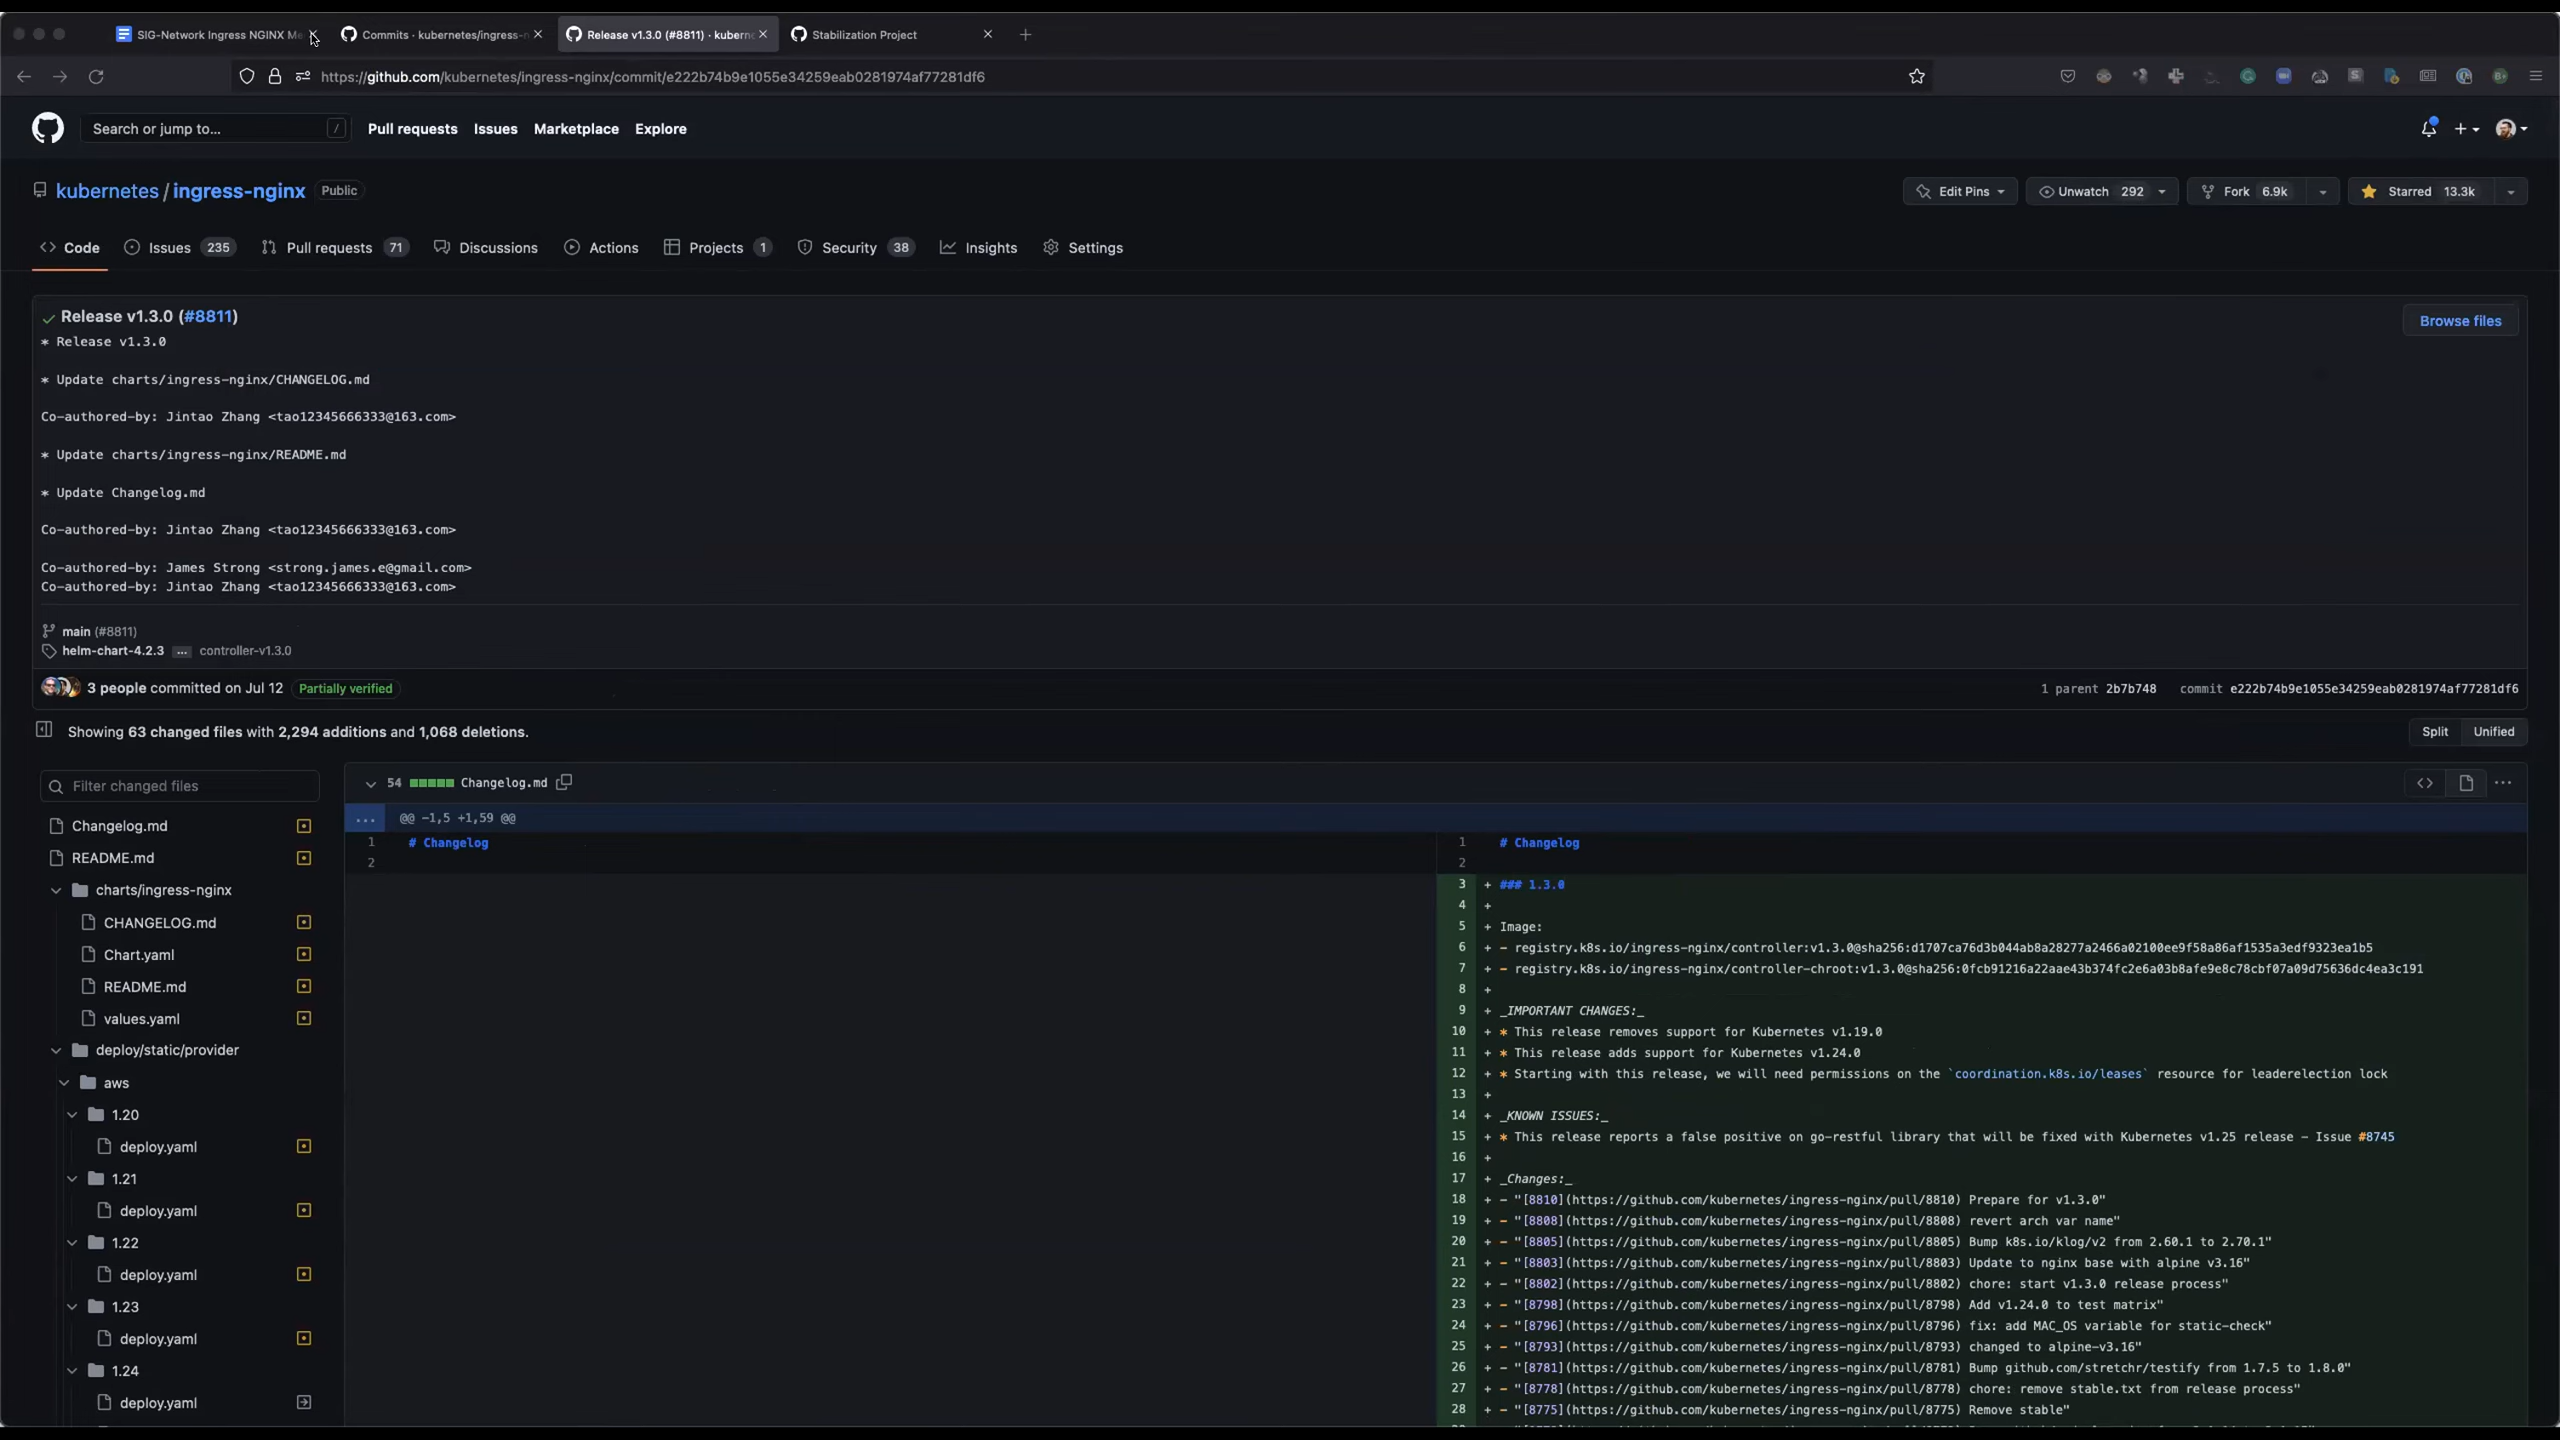 SIG-Network Ingress NGINX Me
Commits · kubernetes/ingress-n
Release v1.3.0 (#8811) · kuberne
Stabilization Project
https://github.com/kubernetes/ingress-nginx/commit/e222b74b9e1055e34259eab0281974af77281df6
Search or jump to...
/
Pull requests
Issues
Marketplace
Explore
kubernetes / ingress-nginx
Public
Edit Pins
Unwatch 292
Fork 6.9k
Starred 13.3k
Code
Issues 235
Pull requests 71
Discussions
Actions
Projects 1
Security 38
Insights
Settings
Release v1.3.0 (#8811)
Browse files
* Release v1.3.0
* Update charts/ingress-nginx/CHANGELOG.md
Co-authored-by: Jintao Zhang <tao12345666333@163.com>
* Update charts/ingress-nginx/README.md
* Update Changelog.md
Co-authored-by: Jintao Zhang <tao12345666333@163.com>
Co-authored-by: James Strong <strong.james.e@gmail.com>
Co-authored-by: Jintao Zhang <tao12345666333@163.com>
main (#8811)
helm-chart-4.2.3 ... controller-v1.3.0
3 people committed on Jul 12 Partially verified
1 parent 2b7b748 commit e222b74b9e1055e34259eab0281974af77281df6
Showing 63 changed files with 2,294 additions and 1,068 deletions.
Split
Unified
Filter changed files
Changelog.md
README.md
charts/ingress-nginx
CHANGELOG.md
Chart.yaml
README.md
values.yaml
deploy/static/provider
aws
1.20
deploy.yaml
1.21
deploy.yaml
1.22
deploy.yaml
1.23
deploy.yaml
1.24
deploy.yaml
54 Changelog.md
... @@ -1,5 +1,59 @@
1 # Changelog
2
1 # Changelog
2
3 + ### 1.3.0
4 +
5 + Image:
6 + - registry.k8s.io/ingress-nginx/controller:v1.3.0@sha256:d1707ca76d3b044ab8a28277a2466a02100ee9f58a86af1535a3edf9323ea1b5
7 + - registry.k8s.io/ingress-nginx/controller-chroot:v1.3.0@sha256:0fcb91216a22aae43b374fc2e6a03b8afe9e8c78cbf07a09d75636dc4ea3c191
8 +
9 + _IMPORTANT CHANGES:_
10 + * This release removes support for Kubernetes v1.19.0
11 + * This release adds support for Kubernetes v1.24.0
12 + * Starting with this release, we will need permissions on the `coordination.k8s.io/leases` resource for leaderelection lock
13 +
14 + _KNOWN ISSUES:_
15 + * This release reports a false positive on go-restful library that will be fixed with Kubernetes v1.25 release - Issue #8745
16 +
17 + _Changes:_
18 + - "[8810](https://github.com/kubernetes/ingress-nginx/pull/8810) Prepare for v1.3.0"
19 + - "[8808](https://github.com/kubernetes/ingress-nginx/pull/8808) revert arch var name"
20 + - "[8805](https://github.com/kubernetes/ingress-nginx/pull/8805) Bump k8s.io/klog/v2 from 2.60.1 to 2.70.1"
21 + - "[8803](https://github.com/kubernetes/ingress-nginx/pull/8803) Update to nginx base with alpine v3.16"
22 + - "[8802](https://github.com/kubernetes/ingress-nginx/pull/8802) chore: start v1.3.0 release process"
23 + - "[8798](https://github.com/kubernetes/ingress-nginx/pull/8798) Add v1.24.0 to test matrix"
24 + - "[8796](https://github.com/kubernetes/ingress-nginx/pull/8796) fix: add MAC_OS variable for static-check"
25 + - "[8793](https://github.com/kubernetes/ingress-nginx/pull/8793) changed to alpine-v3.16"
26 + - "[8781](https://github.com/kubernetes/ingress-nginx/pull/8781) Bump github.com/stretchr/testify from 1.7.5 to 1.8.0"
27 + - "[8778](https://github.com/kubernetes/ingress-nginx/pull/8778) chore: remove stable.txt from release process"
28 + - "[8775](https://github.com/kubernetes/ingress-nginx/pull/8775) Remove stable"